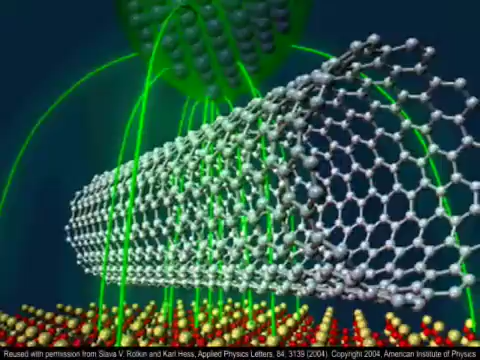 Reused with permission from Slava V. Rotkin and Karl Hess, Applied Physics Letters, 84, 3139 (2004). Copyright 2004, American Institute of Physics